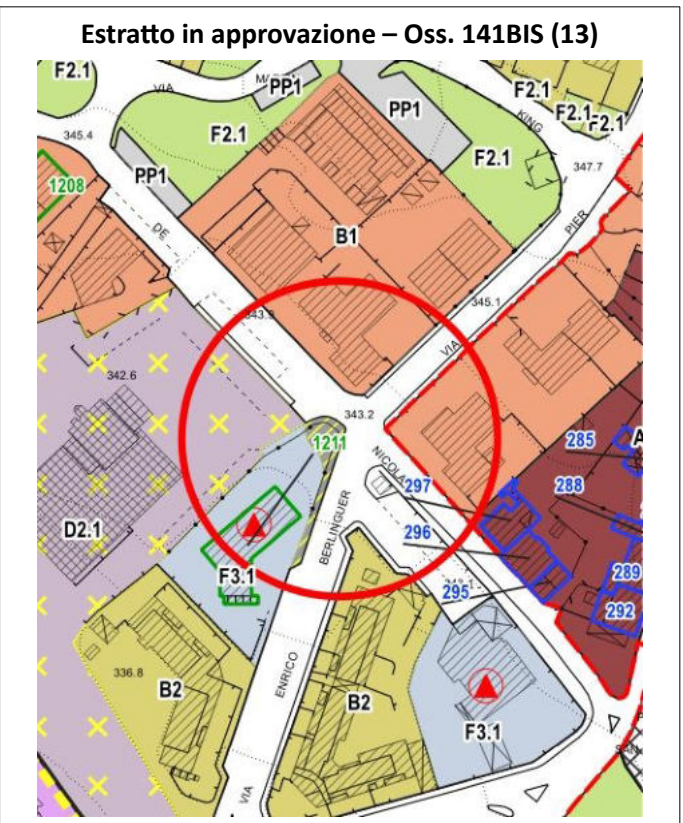 Estratto in approvazione – Oss. 141BIS (13)
F2.1
VIA
PP1
PP1
F2.1
345.4
F2.1
KING
F2.1
F2.1
F2.1
347.7
PP1
1208
DE
B1
PIER
345.1
VIA
342.6
343.2
1211
NICOLA
285
A
297
288
296
BERLINGUER
D2.1
F3.1
295
289
292
336.8
B2
ENRICO
B2
F3.1
VIA
SAN